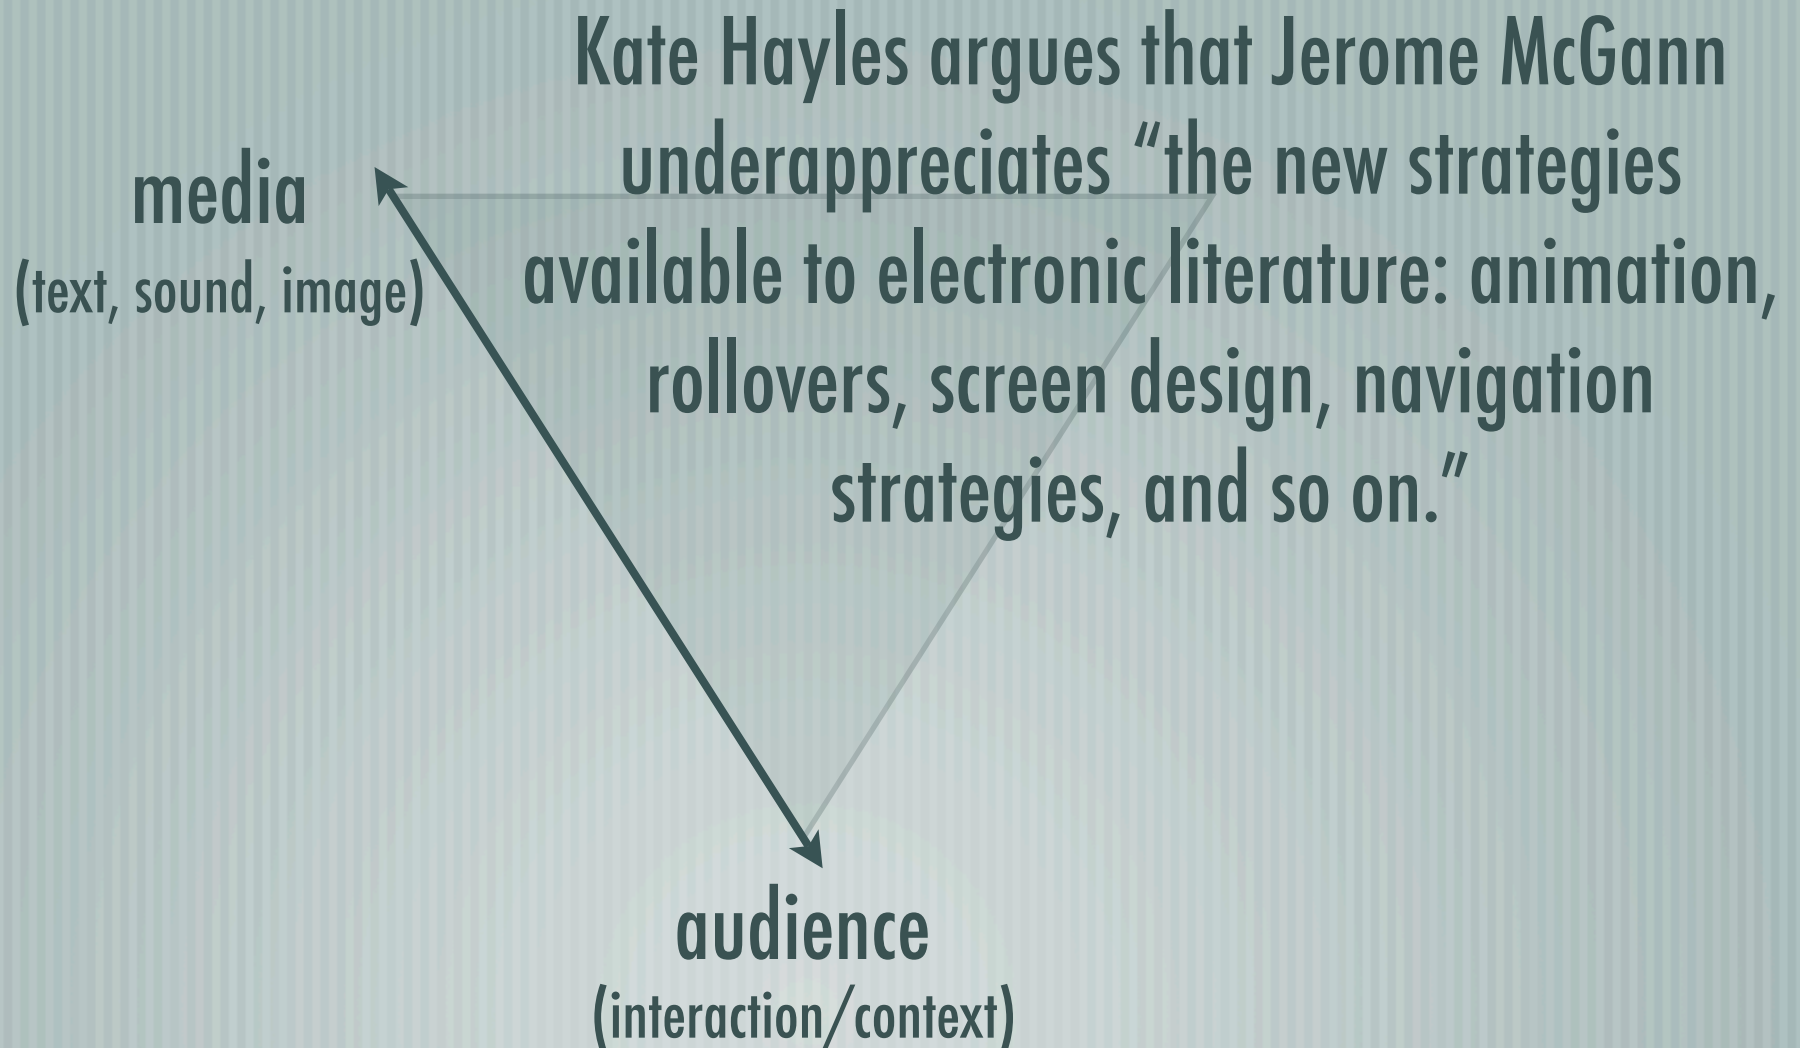 Kate Hayles argues that Jerome McGann
underappreciates “the new strategies
available to electronic literature: animation,
rollovers, screen design, navigation
strategies, and so on.”
media
(text, sound, image)
audience
(interaction/context)